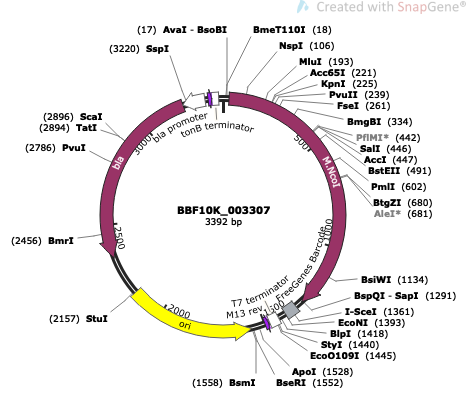 Created with SnapGene®
(17) AvaI - BsoBI
BmeT110I (18)
(3220) SspI
NspI (106)
MluI (193)
Acc65I (221)
KpnI (225)
PvuII (239)
FseI (261)
BmgBI (334)
PflMI* (442)
SalI (446)
AccI (447)
BstEII (491)
PmlI (602)
BtgZI (680)
AleI* (681)
(2896) ScaI
(2894) TatI
(2786) PvuI
(2456) BmrI
(2157) StuI
bla promoter
tonB terminator
3000
500
bla
M.NcoI
BBF10K_003307
3392 bp
2500
1000
FreeGenes Barcode
T7 terminator
M13 rev
1500
2000
ori
BsiWI (1134)
BspQI - SapI (1291)
I-SceI (1361)
EcoNI (1393)
BlpI (1418)
StyI (1440)
EcoO109I (1445)
ApoI (1528)
BseRI (1552)
(1558) BsmI